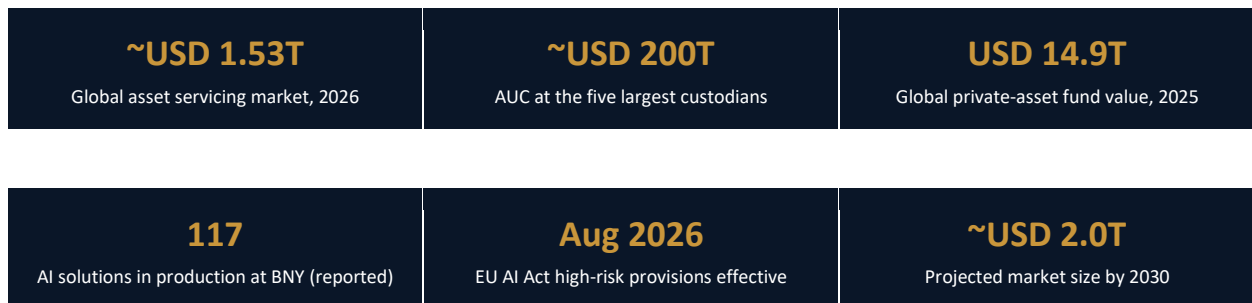 ~USD 1.53T
Global asset servicing market, 2026
~USD 200T
AUC at the five largest custodians
USD 14.9T
Global private-asset fund value, 2025
117
AI solutions in production at BNY (reported)
Aug 2026
EU AI Act high-risk provisions effective
~USD 2.0T
Projected market size by 2030